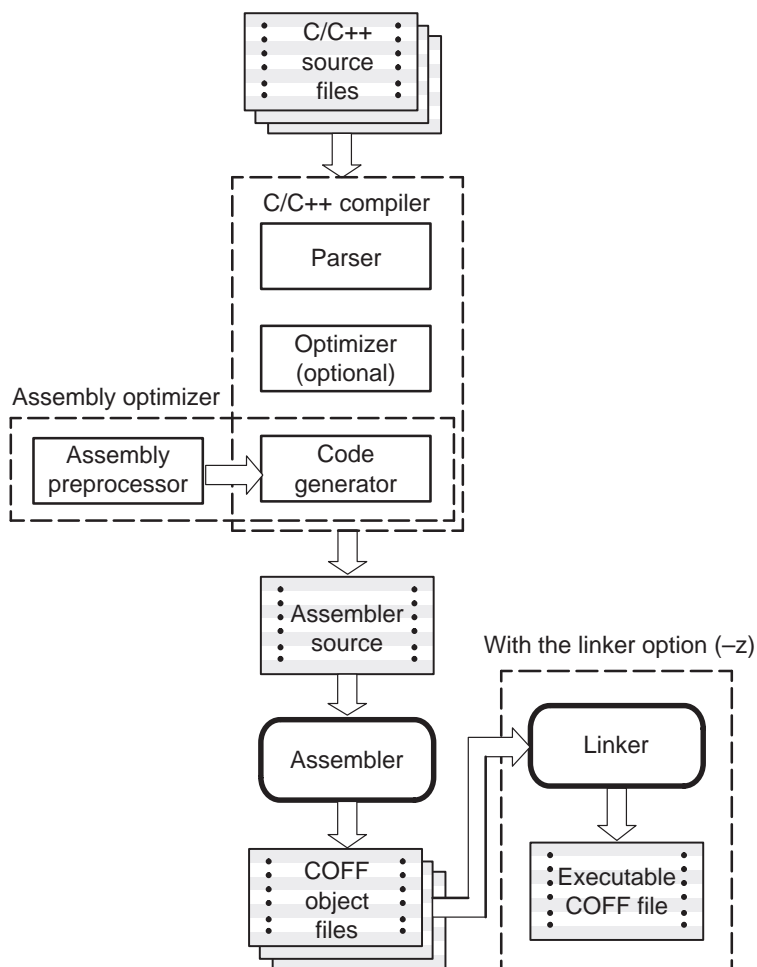 C/C++
source
files
C/C++ compiler
Parser
Optimizer
(optional)
Assembly optimizer
Assembly
preprocessor
Code
generator
Assembler
source
With the linker option (–z)
Assembler
Linker
COFF
object
files
Executable
COFF file